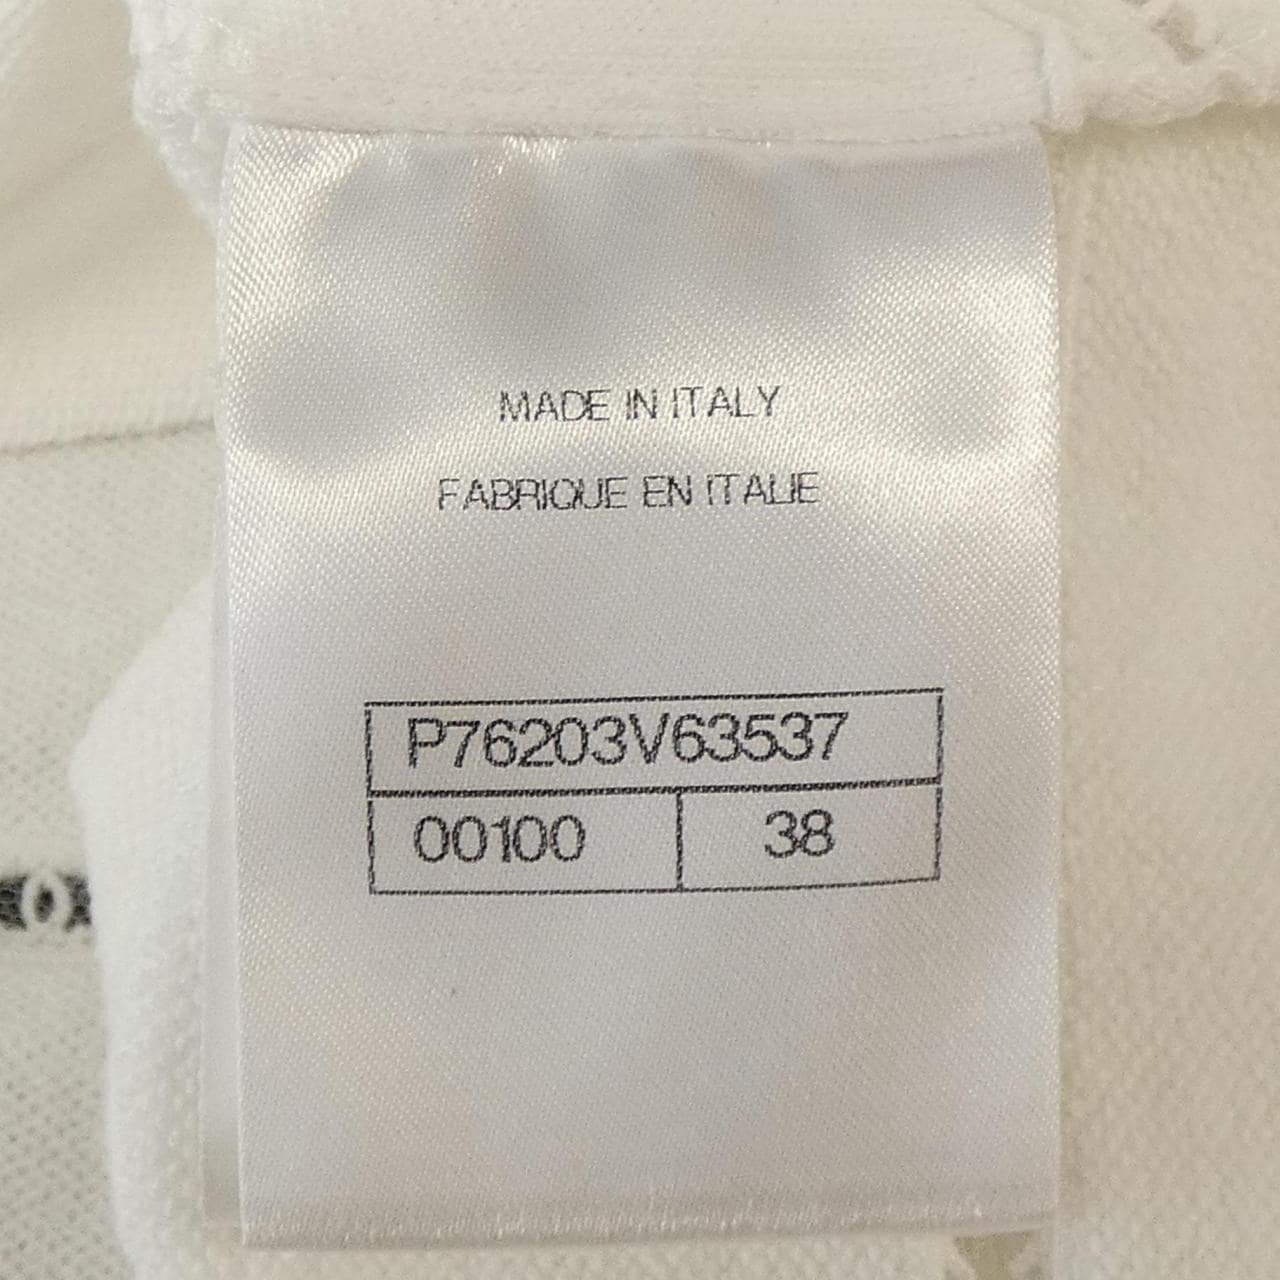 MADE IN ITALY
FABRIQUE EN ITALIE
P76203V63537
00100 38